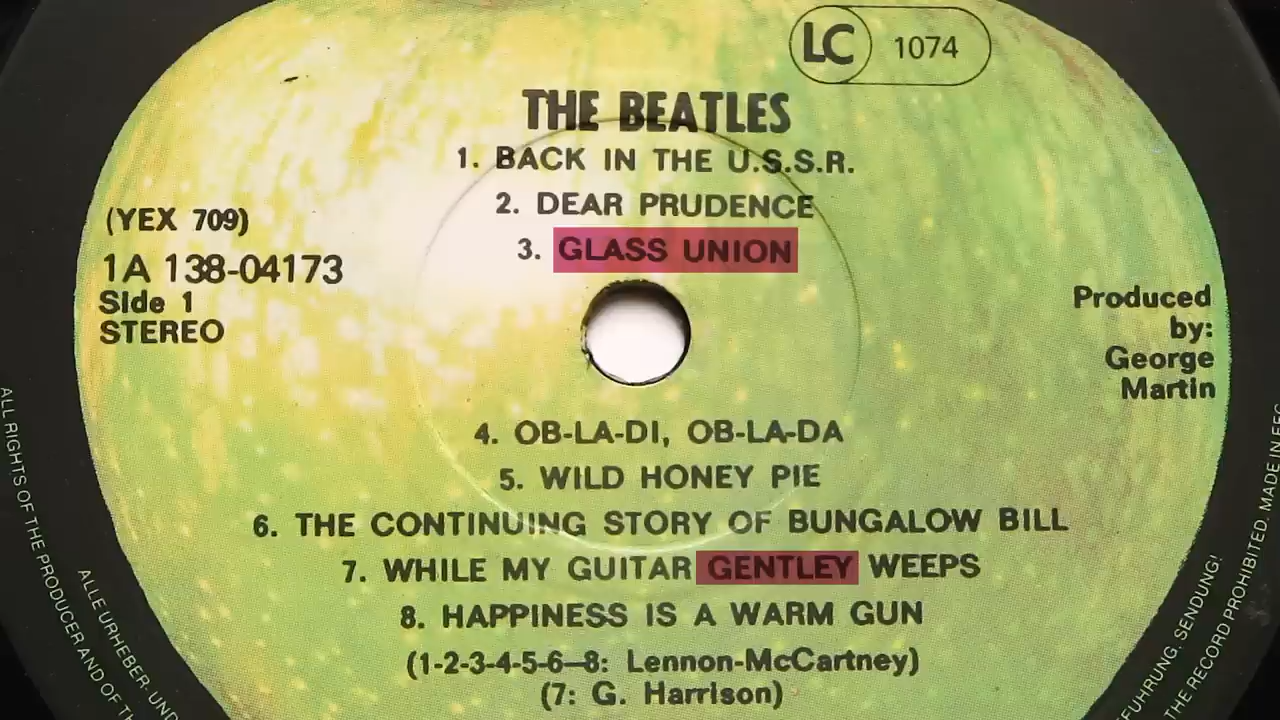 LC 1074
THE BEATLES
1. BACK IN THE U.S.S.R.
2. DEAR PRUDENCE
3. GLASS UNION
(YEX 709)
1A 138-04173
Side 1
STEREO
Produced
by:
George
Martin
4. OB-LA-DI, OB-LA-DA
5. WILD HONEY PIE
6. THE CONTINUING STORY OF BUNGALOW BILL
7. WHILE MY GUITAR GENTLEY WEEPS
8. HAPPINESS IS A WARM GUN
(1-2-3-4-5-6-8: Lennon-McCartney)
(7: G. Harrison)
ALL RIGHTS OF THE PRODUCER AND OF
ALLE URHEBER- UND
SENDUNG!
THE RECORD PROHIBITED. MADE IN